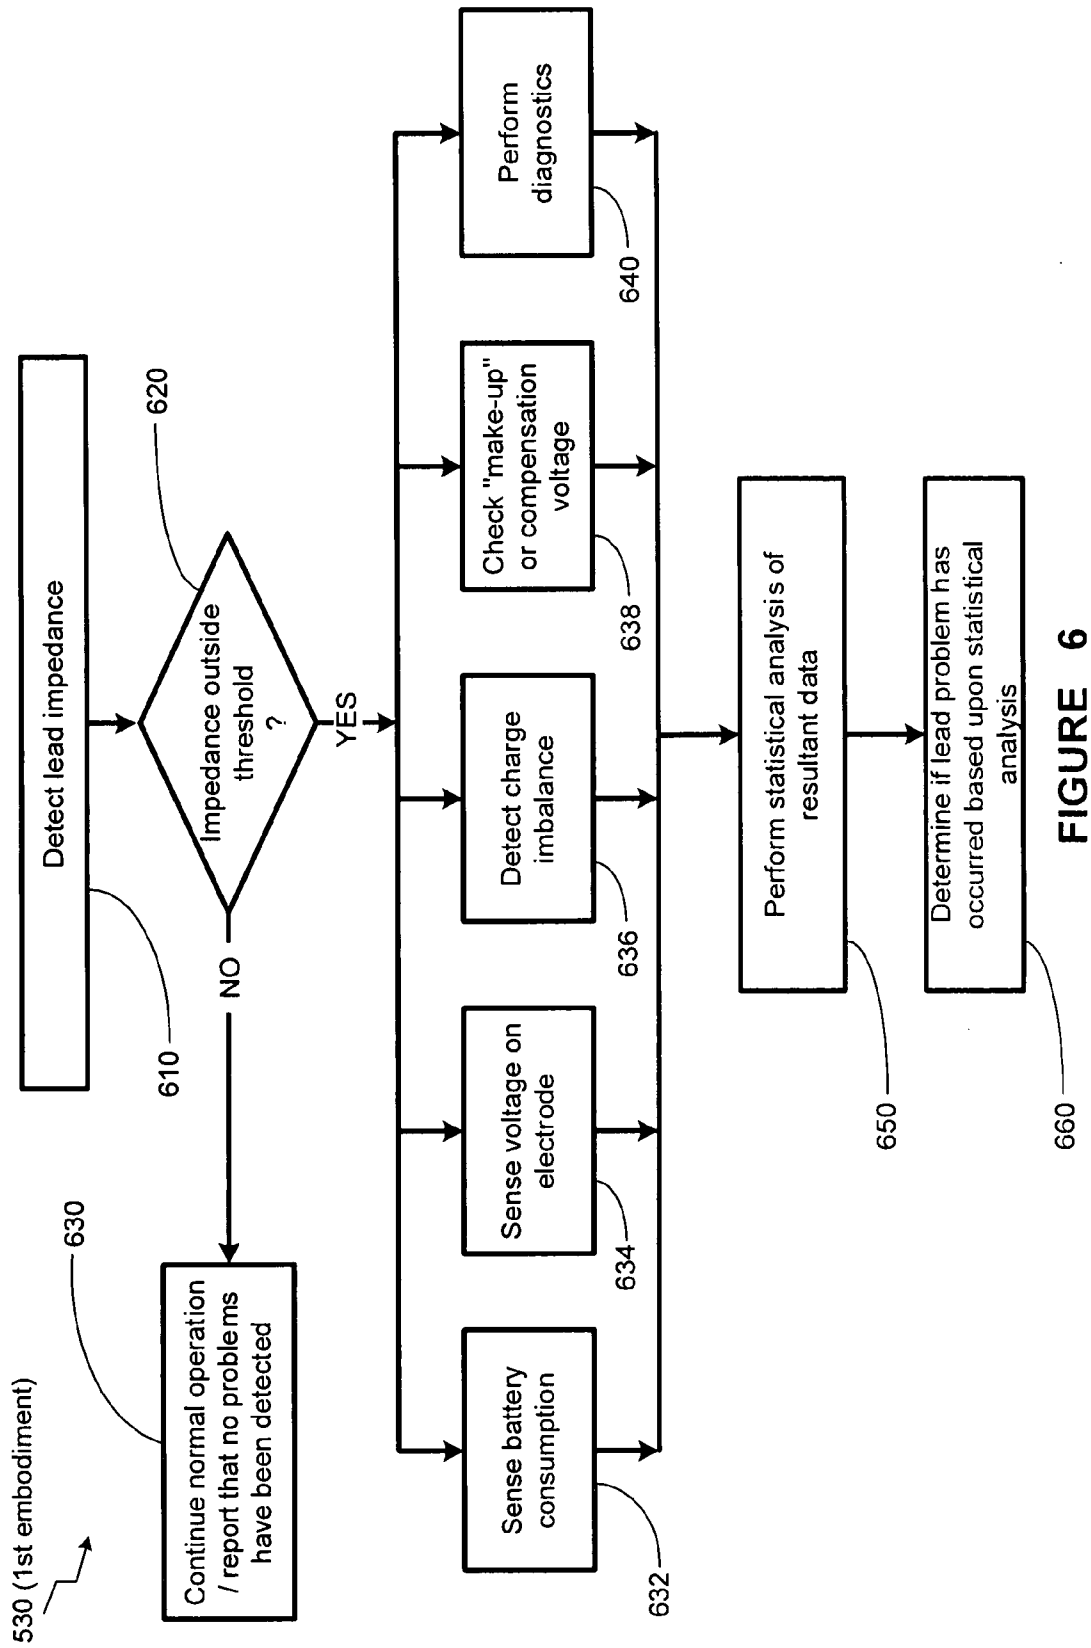 530 (1st embodiment)
Detect lead impedance
610
Impedance outside
threshold
?
620
NO
YES
Continue normal operation
/ report that no problems
have been detected
630
Sense battery
consumption
632
Sense voltage on
electrode
634
Detect charge
imbalance
636
Check "make-up"
or compensation
voltage
638
Perform
diagnostics
640
Perform statistical analysis of
resultant data
650
Determine if lead problem has
occurred based upon statistical
analysis
660
FIGURE 6